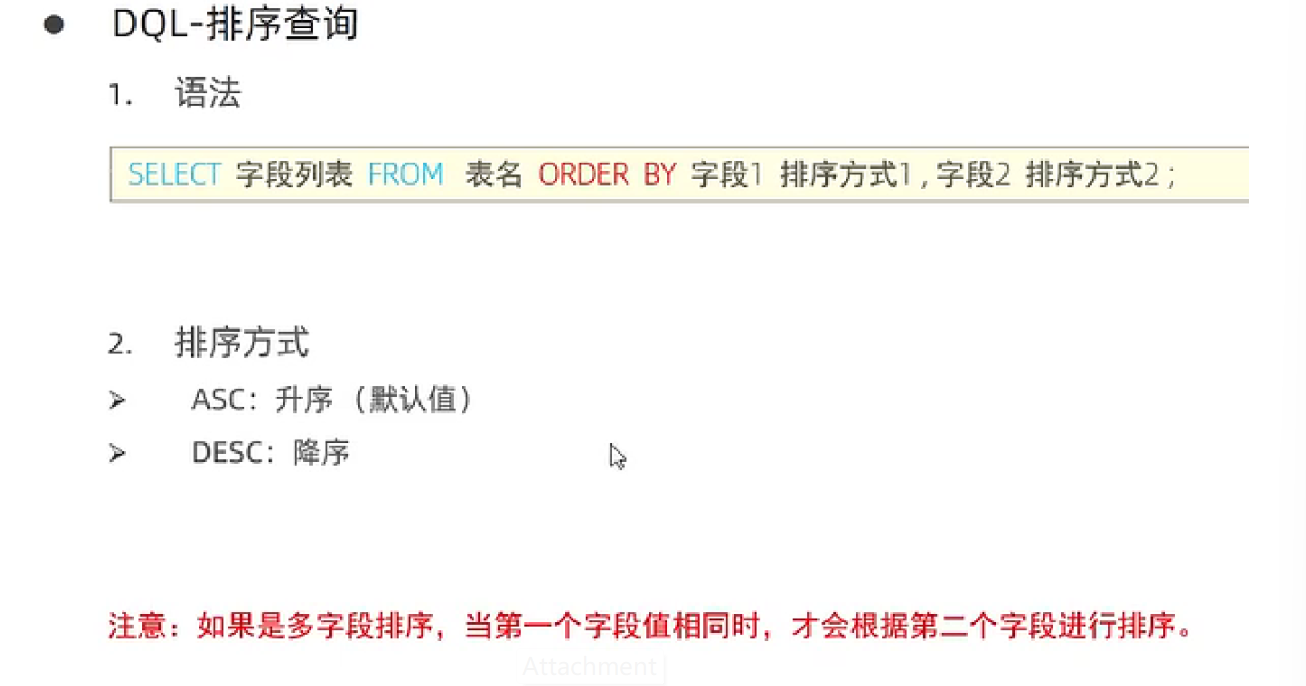 ● DQL-排序查询
1. 语法
SELECT 字段列表 FROM 表名 ORDER BY 字段1 排序方式1 , 字段2 排序方式2 ;
2. 排序方式
➢ ASC：升序（默认值）
➢ DESC：降序
注意：如果是多字段排序，当第一个字段值相同时，才会根据第二个字段进行排序。
Attachment